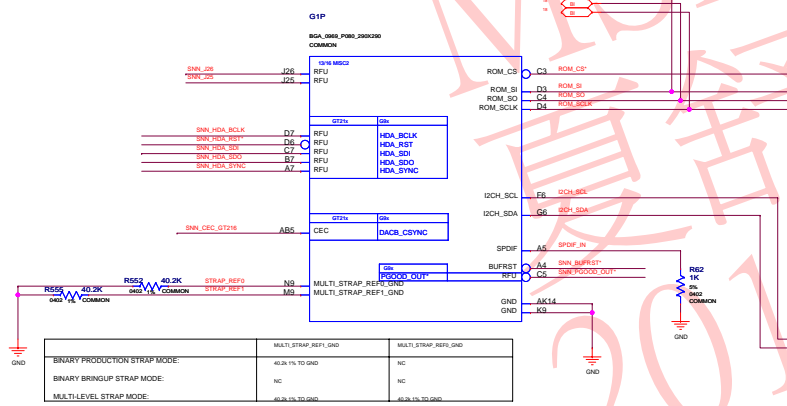 G1P
BGA_0969_P080_290X290
COMMON
13/16 MISC2
SNN_J26 J26 RFU
SNN_J25 J25 RFU
ROM_CS C3 ROM_CS*
ROM_SI D3 ROM_SI
ROM_SO C4 ROM_SO
ROM_SCLK D4 ROM_SCLK
GT21x G9x
SNN_HDA_BCLK D7 RFU HDA_BCLK
SNN_HDA_RST* D6 RFU HDA_RST
SNN_HDA_SDI C7 RFU HDA_SDI
SNN_HDA_SDO B7 RFU HDA_SDO
SNN_HDA_SYNC A7 RFU HDA_SYNC
I2CH_SCL F6 I2CH_SCL
I2CH_SDA G6 I2CH_SDA
GT21x G9x
SNN_CEC_GT216 AB5 CEC DACB_CSYNC
SPDIF A5 SPDIF_IN
G8x
BUFRST A4 SNN_BUFRST*
PGOOD_OUT* RFU C5 SNN_PGOOD_OUT*
R62
1K
5%
0402
COMMON
GND
R552 40.2K STRAP_REF0 N9 MULTI_STRAP_REF0_GND
0402 1% COMMON
R555 40.2K STRAP_REF1 M9 MULTI_STRAP_REF1_GND
0402 1% COMMON
GND AK14
GND K9
GND
GND
MULTI_STRAP_REF1_GND MULTI_STRAP_REF0_GND
BINARY PRODUCTION STRAP MODE: 40.2k 1% TO GND NC
BINARY BRINGUP STRAP MODE: NC NC
MULTI-LEVEL STRAP MODE: 40.2k 1% TO GND 40.2k 1% TO GND
夏
201